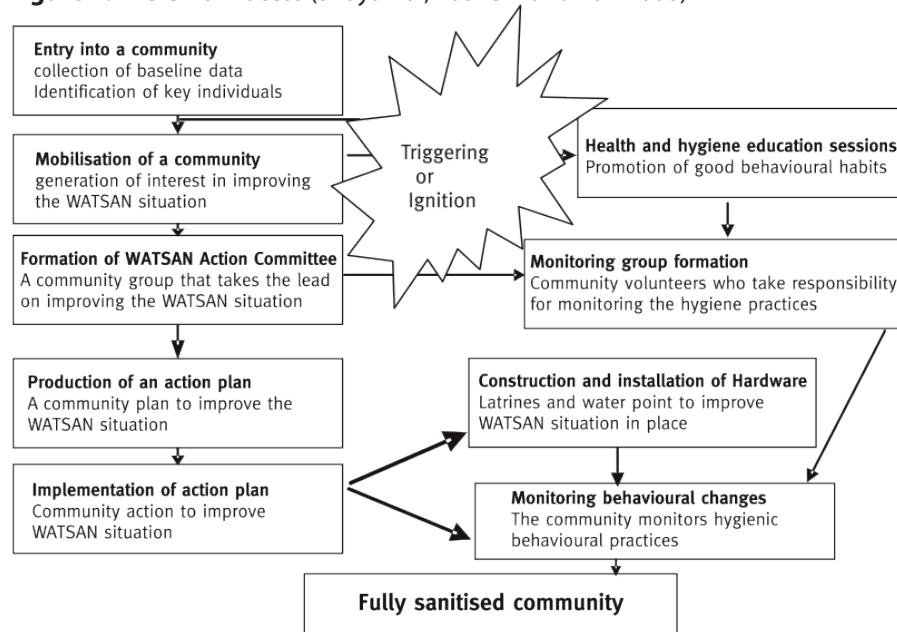 Entry into a community
collection of baseline data
Identification of key individuals
Mobilisation of a community
generation of interest in improving
the WATSAN situation
Formation of WATSAN Action Committee
A community group that takes the lead
on improving the WATSAN situation
Production of an action plan
A community plan to improve the
WATSAN situation
Implementation of action plan
Community action to improve
WATSAN situation
Triggering
or
Ignition
Health and hygiene education sessions
Promotion of good behavioural habits
Monitoring group formation
Community volunteers who take responsibility
for monitoring the hygiene practices
Construction and installation of Hardware
Latrines and water point to improve
WATSAN situation in place
Monitoring behavioural changes
The community monitors hygienic
behavioural practices
Fully sanitised community